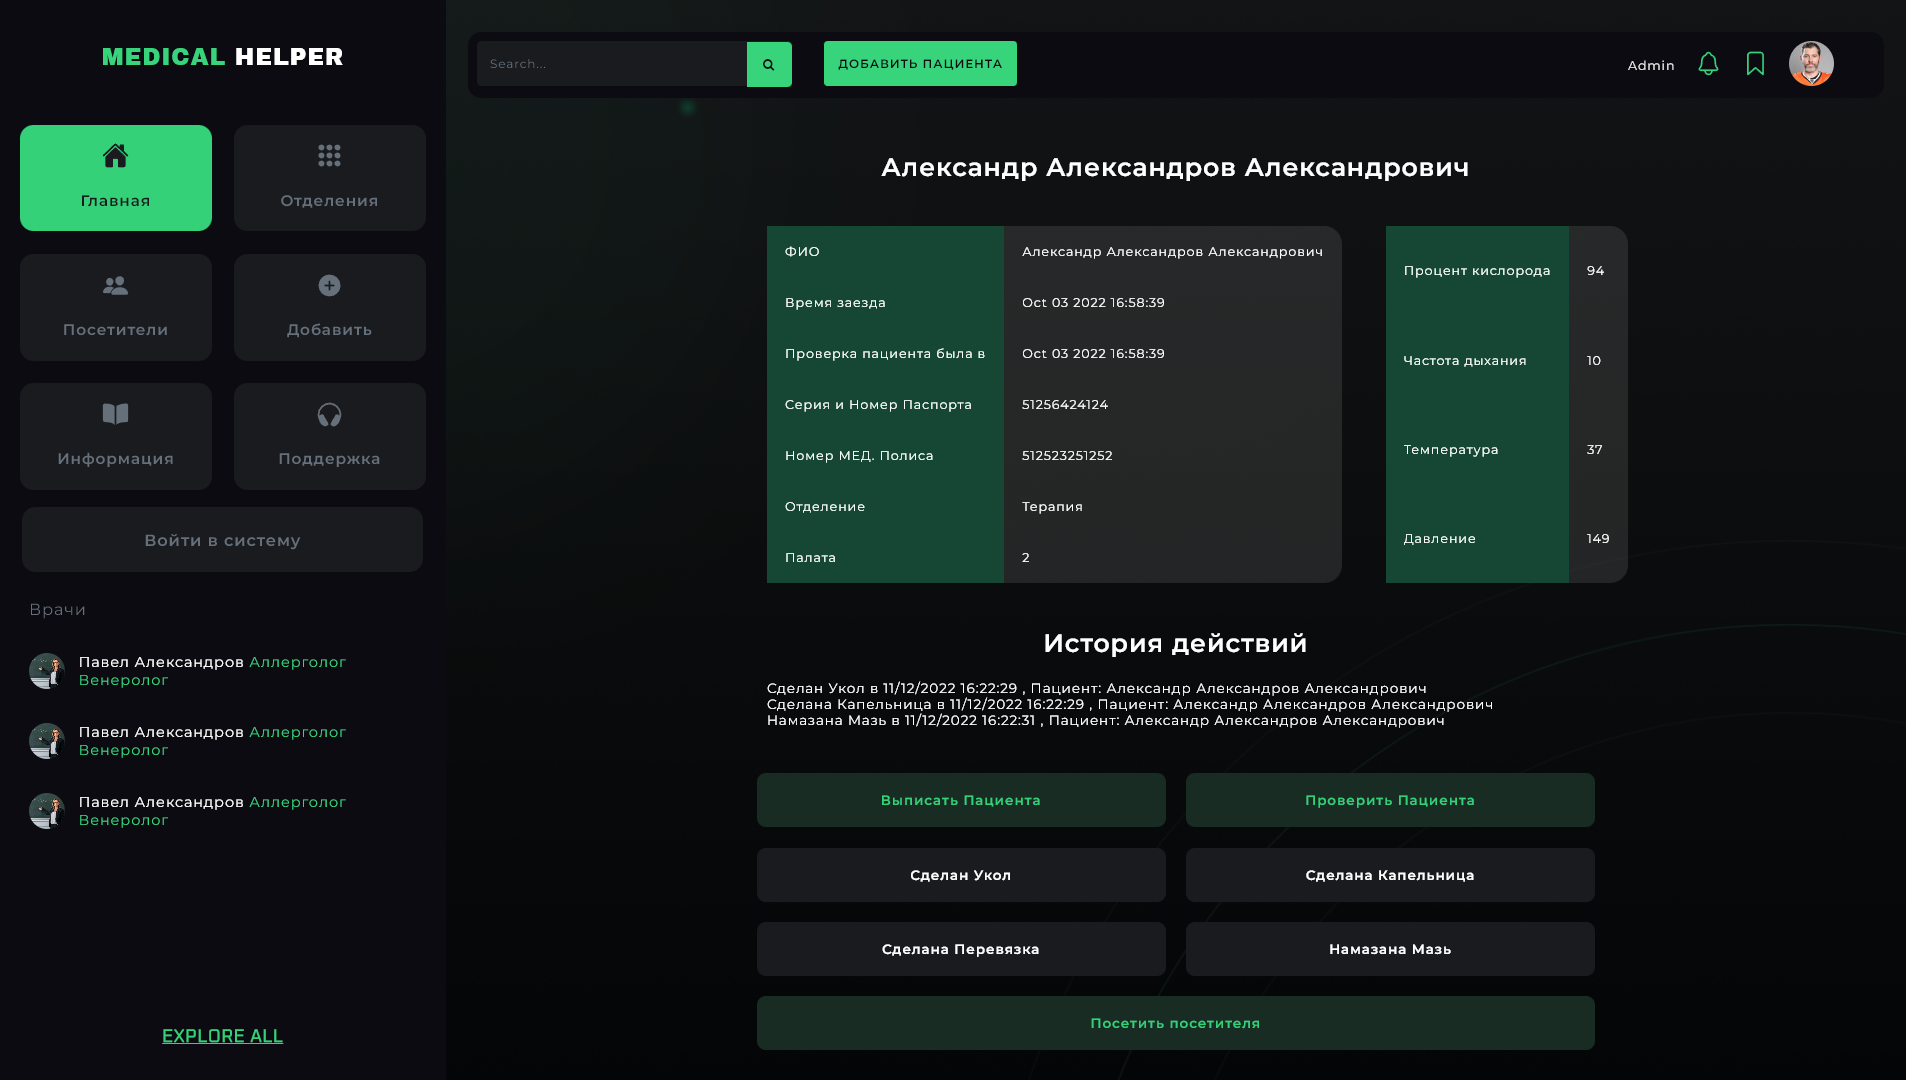 MEDICAL HELPER
Главная
Отделения
Посетители
Добавить
Информация
Поддержка
Войти в систему
Врачи
Павел Александров Аллерголог
Венеролог
Павел Александров Аллерголог
Венеролог
Павел Александров Аллерголог
Венеролог
EXPLORE ALL
Search...
ДОБАВИТЬ ПАЦИЕНТА
Admin
Александр Александров Александрович
ФИО Александр Александров Александрович
Время заезда Oct 03 2022 16:58:39
Проверка пациента была в Oct 03 2022 16:58:39
Серия и Номер Паспорта 51256424124
Номер МЕД. Полиса 512523251252
Отделение Терапия
Палата 2
Процент кислорода 94
Частота дыхания 10
Температура 37
Давление 149
История действий
Сделан Укол в 11/12/2022 16:22:29 , Пациент: Александр Александров Александрович
Сделана Капельница в 11/12/2022 16:22:29 , Пациент: Александр Александров Александрович
Намазана Мазь в 11/12/2022 16:22:31 , Пациент: Александр Александров Александрович
Выписать Пациента
Проверить Пациента
Сделан Укол
Сделана Капельница
Сделана Перевязка
Намазана Мазь
Посетить посетителя